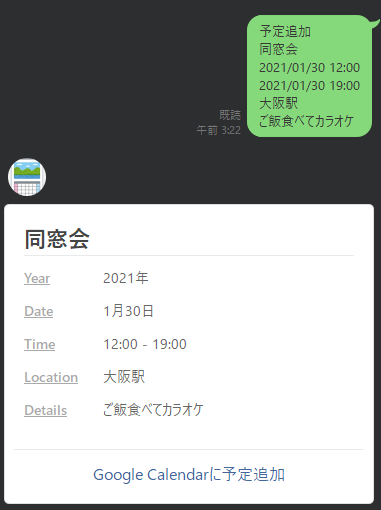 予定追加
同窓会
2021/01/30 12:00
2021/01/30 19:00
大阪駅
ご飯食べてカラオケ
既読
午前 3:22
同窓会
Year 2021年
Date 1月30日
Time 12:00 - 19:00
Location 大阪駅
Details ご飯食べてカラオケ
Google Calendarに予定追加